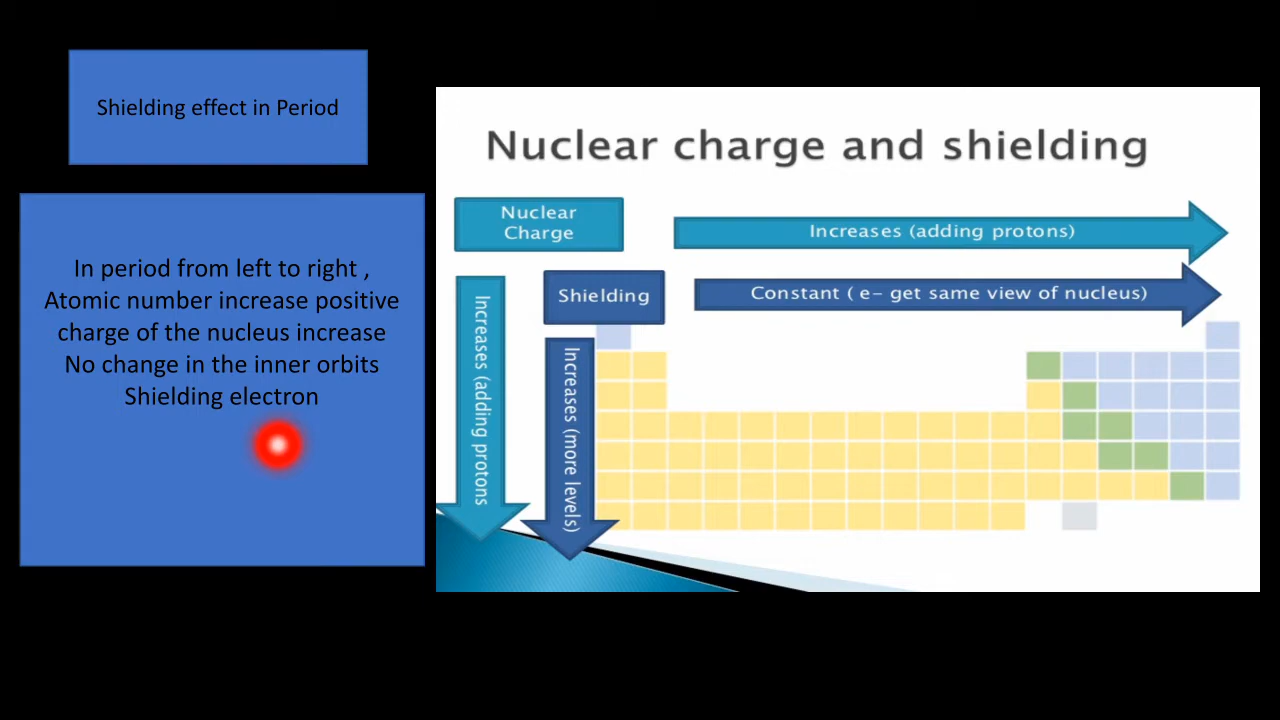 Shielding effect in Period
In period from left to right ,
Atomic number increase positive
charge of the nucleus increase
No change in the inner orbits
Shielding electron
Nuclear charge and shielding
Nuclear
Charge
Increases (adding protons)
Shielding
Constant ( e- get same view of nucleus)
Increases (adding protons
Increases (more levels)